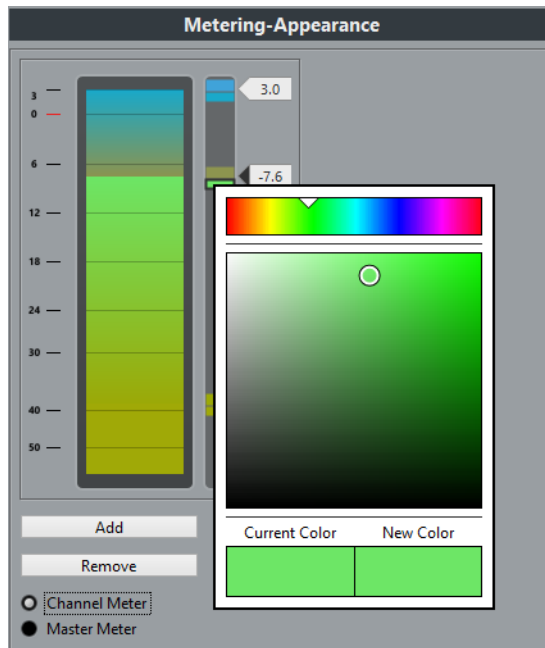 Metering-Appearance
3
0
6
12
18
24
30
40
50
3.0
-7.6
Current Color
New Color
Add
Remove
Channel Meter
Master Meter